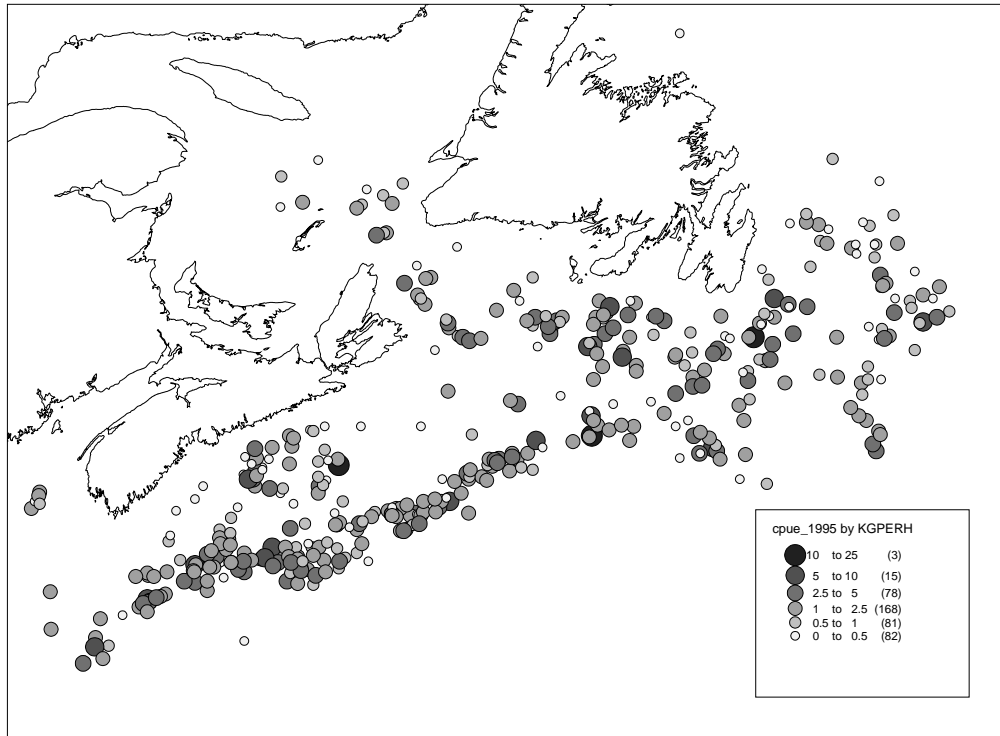 cpue_1995 by KGPERH
10 to 25 (3)
5 to 10 (15)
2.5 to 5 (78)
1 to 2.5 (168)
0.5 to 1 (81)
0 to 0.5 (82)